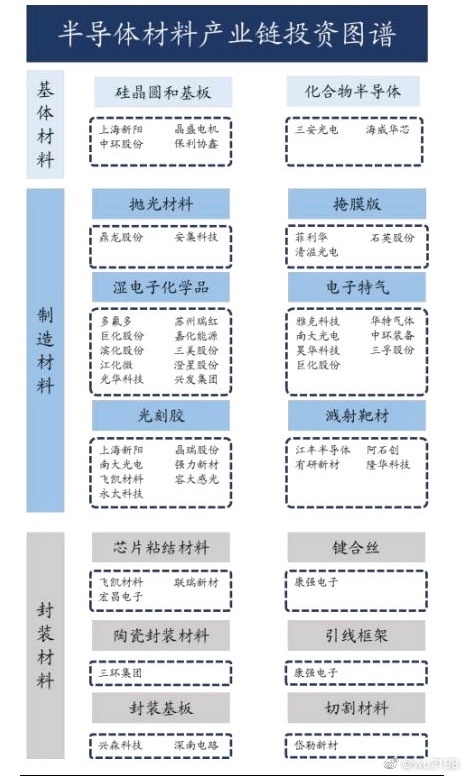 半导体材料产业链投资图谱
基体材料
硅晶圆和基板
上海新阳 晶盛电机
中环股份 保利协鑫
化合物半导体
三安光电 海威华芯
制造材料
抛光材料
鼎龙股份 安集科技
掩膜版
菲利华 石英股份
清溢光电
湿电子化学品
多氟多 苏州瑞红
巨化股份 嘉化能源
滨化股份 三美股份
江化微 澄星股份
光华科技 兴发集团
电子特气
雅克科技 华特气体
南大光电 中环装备
昊华科技 三孚股份
巨化股份
光刻胶
上海新阳 晶瑞股份
南大光电 强力新材
飞凯材料 容大感光
永太科技
溅射靶材
江丰半导体 阿石创
有研新材 隆华科技
封装材料
芯片粘结材料
飞凯材料 联瑞新材
宏昌电子
键合丝
康强电子
陶瓷封装材料
三环集团
引线框架
康强电子
封装基板
兴森科技 深南电路
切割材料
岱勒新材
@wu2198